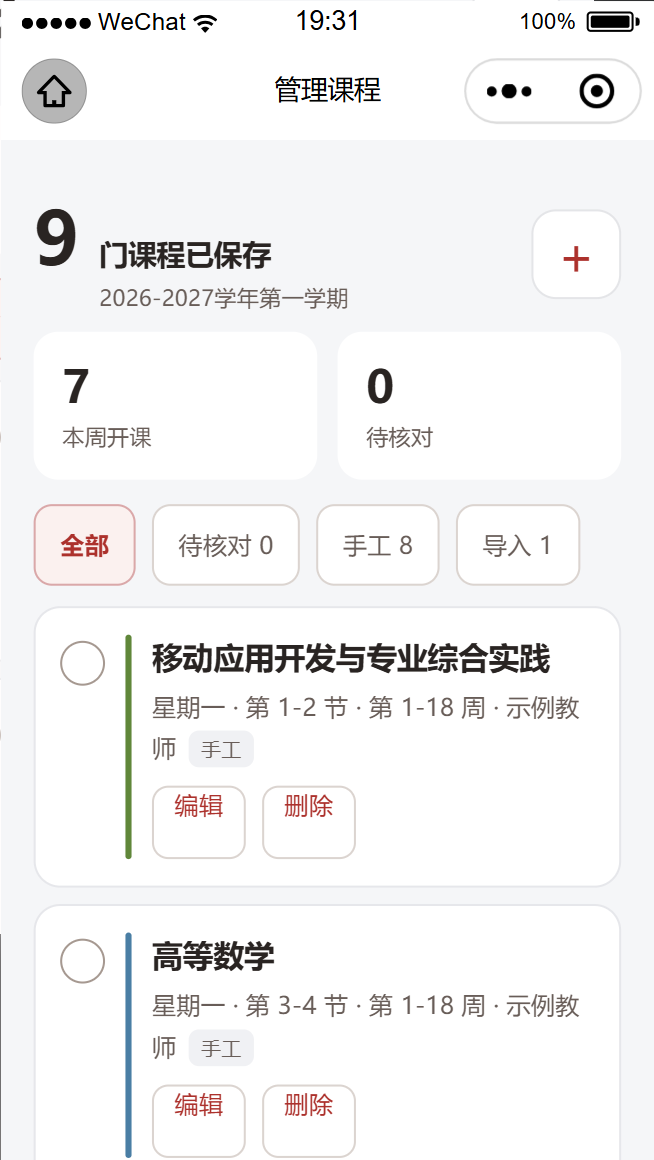 WeChat 19:31 100%
管理课程
9 门课程已保存
2026-2027学年第一学期
+
7
本周开课
0
待核对
全部 待核对 0 手工 8 导入 1
移动应用开发与专业综合实践
星期一 · 第 1-2 节 · 第 1-18 周 · 示例教
师 手工
编辑 删除
高等数学
星期一 · 第 3-4 节 · 第 1-18 周 · 示例教
师 手工
编辑 删除